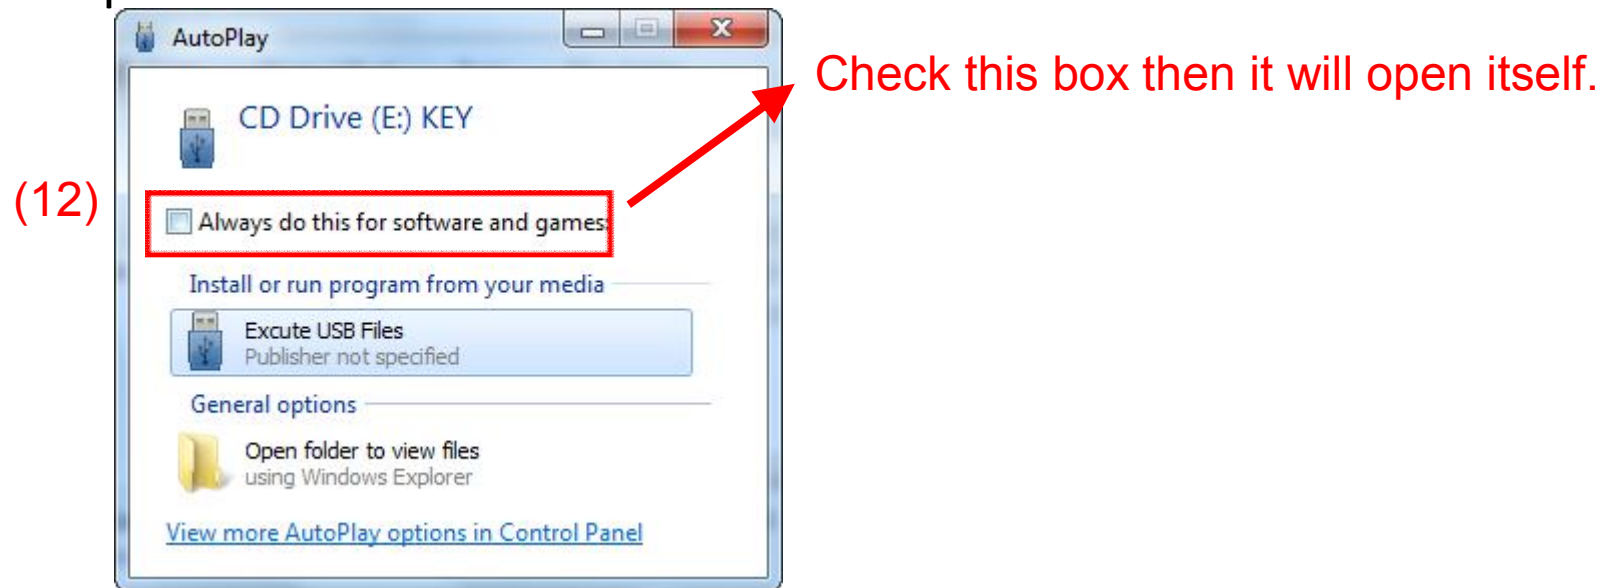 AutoPlay
Check this box then it will open itself.
CD Drive (E:) KEY
(12)
Always do this for software and games:
Install or run program from your media
Excute USB Files
Publisher not specified
General options
Open folder to view files
using Windows Explorer
View more AutoPlay options in Control Panel